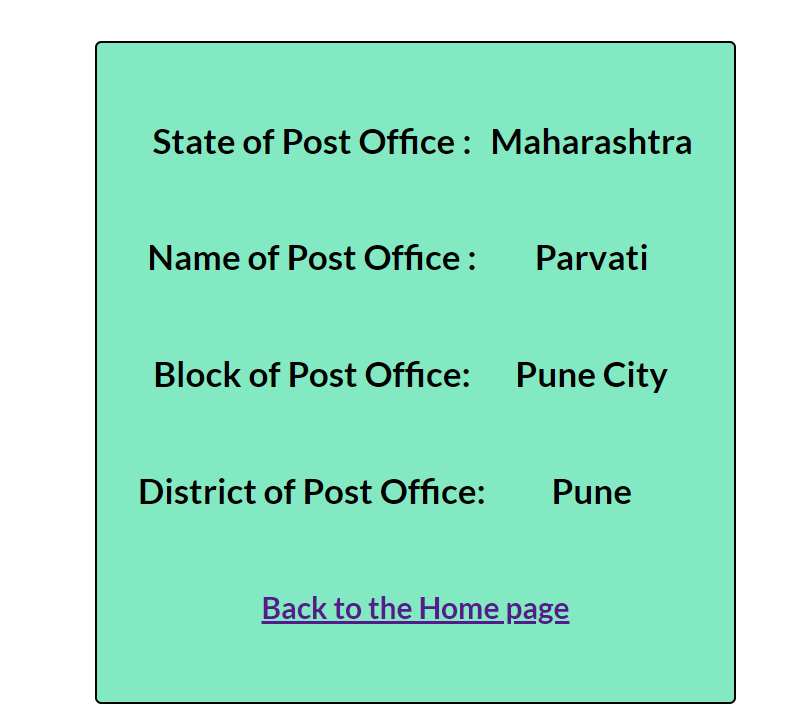 State of Post Office : Maharashtra
Name of Post Office : Parvati
Block of Post Office: Pune City
District of Post Office: Pune
Back to the Home page